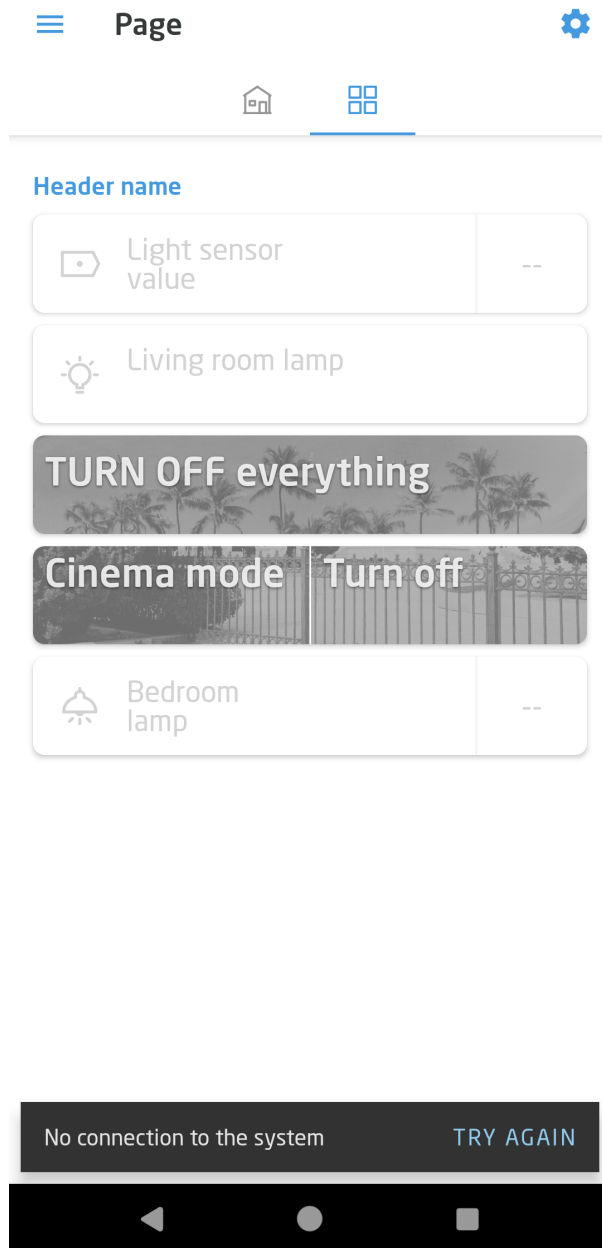 Page
Header name
Light sensor
value
--
Living room lamp
TURN OFF everything
Cinema mode
Turn off
Bedroom
lamp
--
No connection to the system
TRY AGAIN